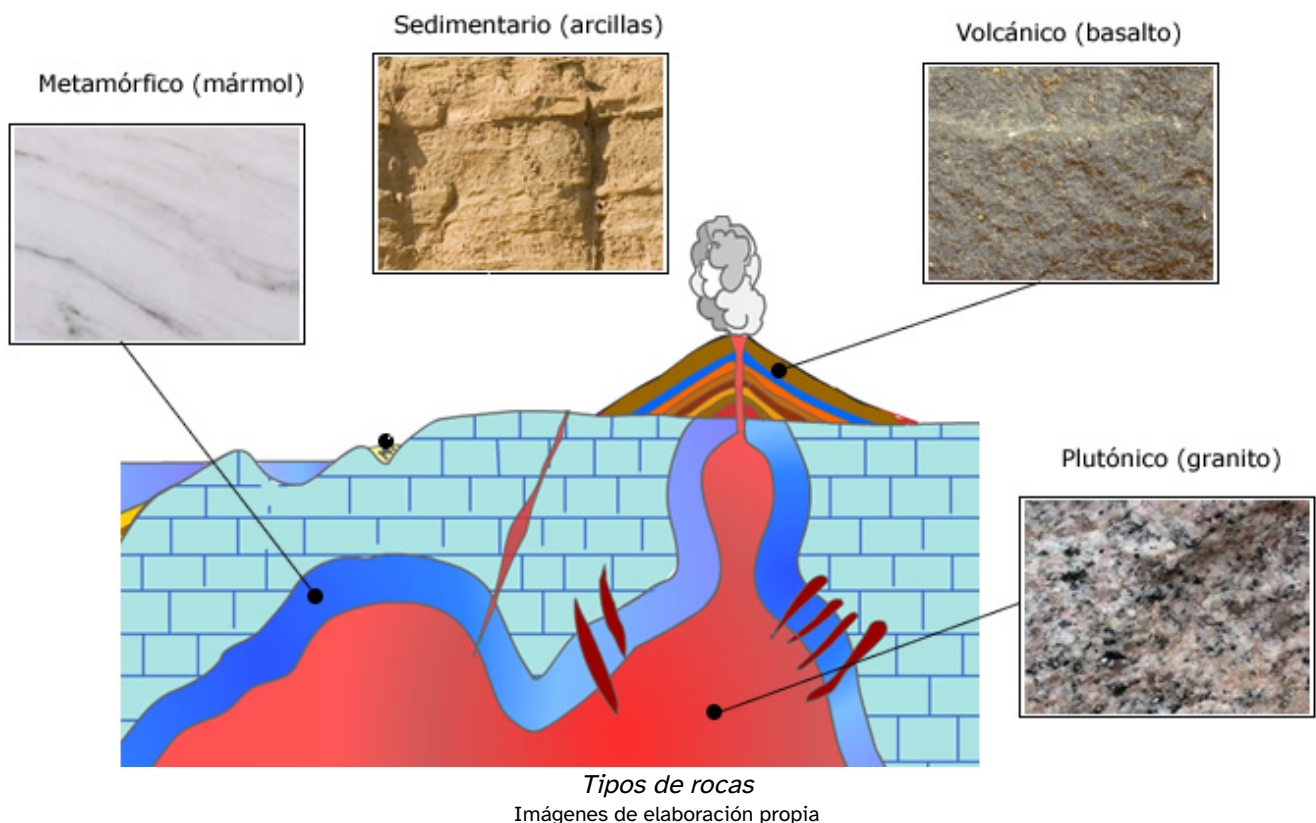 Sedimentario (arcillas)
Volcánico (basalto)
Metamórfico (mármol)
Plutónico (granito)
Tipos de rocas
Imágenes de elaboración propia